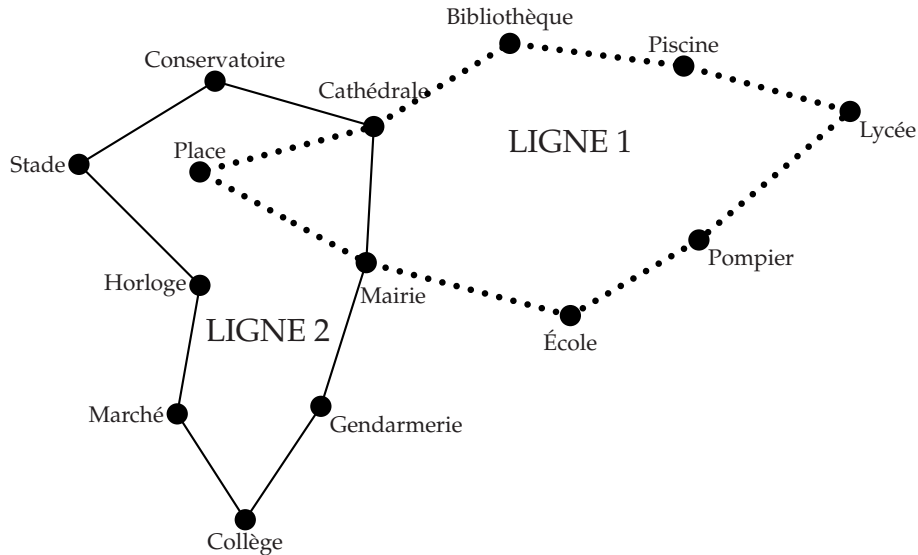 Bibliothèque
Piscine
Conservatoire
Cathédrale
LIGNE 1
Lycée
Place
Stade
Pompier
Horloge
Mairie
LIGNE 2
École
Marché
Gendarmerie
Collège